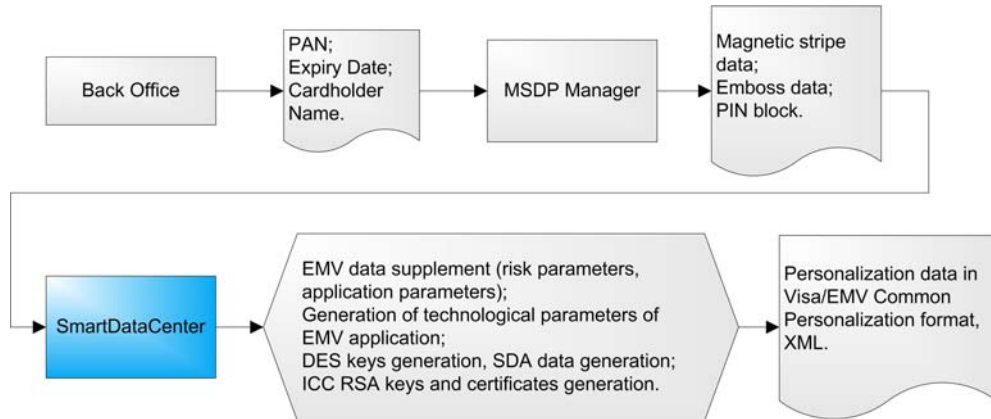 Back Office
PAN;
Expiry Date;
Cardholder
Name.
MSDP Manager
Magnetic stripe
data;
Emboss data;
PIN block.
SmartDataCenter
EMV data supplement (risk parameters,
application parameters);
Generation of technological parameters of
EMV application;
DES keys generation, SDA data generation;
ICC RSA keys and certificates generation.
Personalization data in
Visa/EMV Common
Personalization format,
XML.